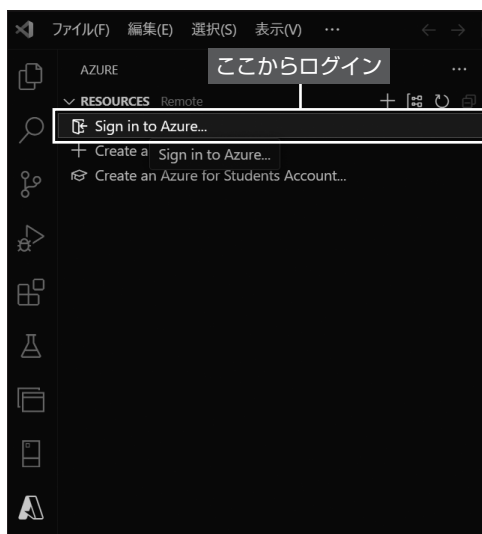 ファイル(F) 編集(E) 選択(S) 表示(V) … ← →
AZURE ここからログイン …
RESOURCES Remote
Sign in to Azure...
Create a
Sign in to Azure...
Create an Azure for Students Account...